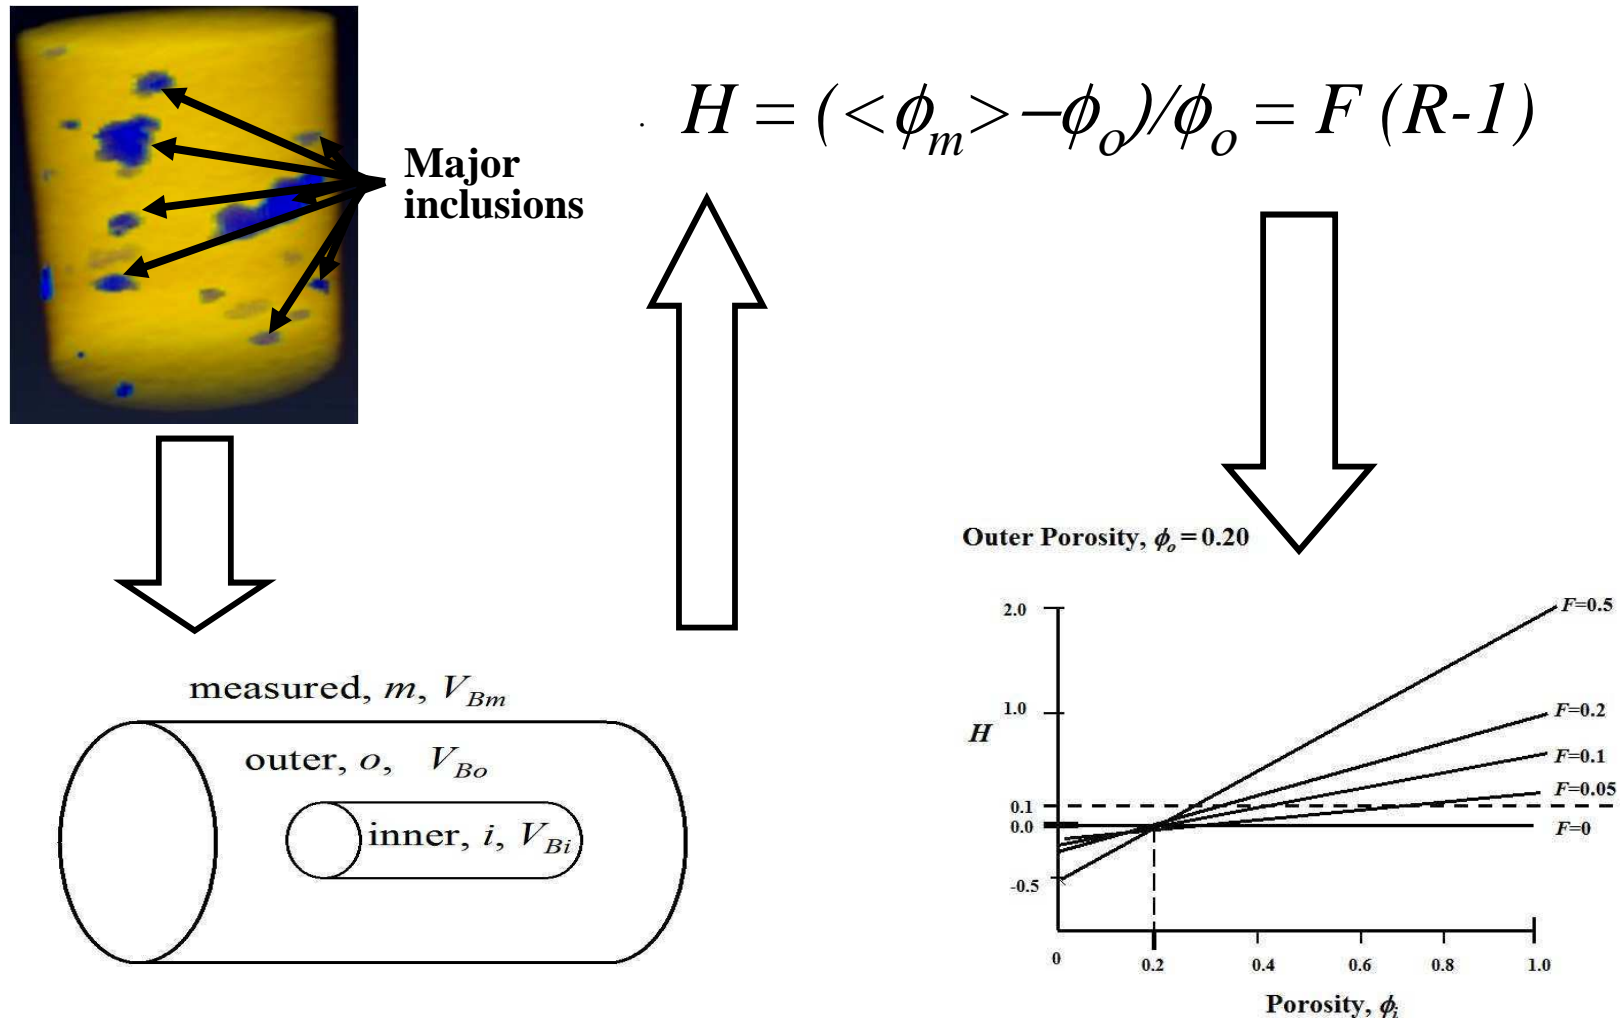 H = (<ϕm> −ϕo)/ϕo = F (R-1)
Major
inclusions
measured, m, VBm
outer, o, VBo
inner, i, VBi
Outer Porosity, ϕo = 0.20
2.0
F=0.5
1.0
F=0.2
H
F=0.1
F=0.05
0.1
0.0
F=0
-0.5
0 0.2 0.4 0.6 0.8 1.0
Porosity, ϕi